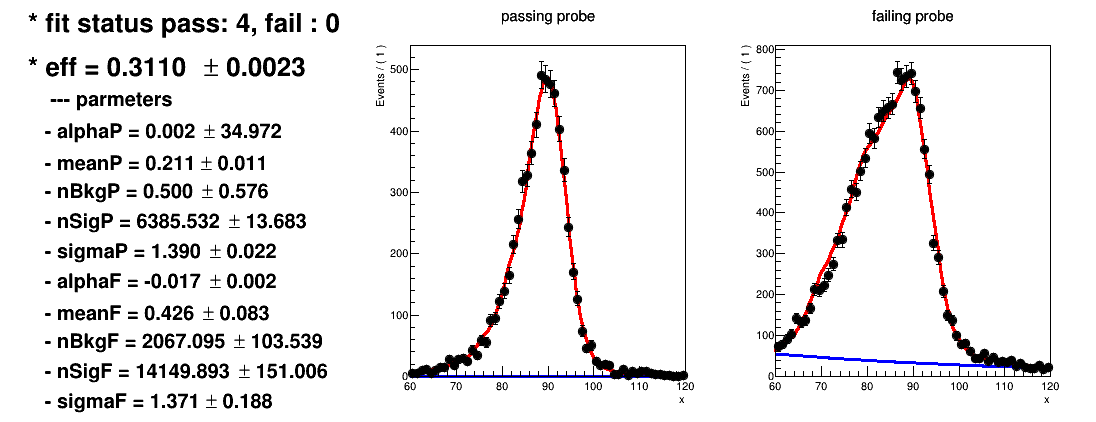 * fit status pass: 4, fail : 0
* eff = 0.3110 ± 0.0023
--- parmeters
- alphaP = 0.002 ± 34.972
- meanP = 0.211 ± 0.011
- nBkgP = 0.500 ± 0.576
- nSigP = 6385.532 ± 13.683
- sigmaP = 1.390 ± 0.022
- alphaF = -0.017 ± 0.002
- meanF = 0.426 ± 0.083
- nBkgF = 2067.095 ± 103.539
- nSigF = 14149.893 ± 151.006
- sigmaF = 1.371 ± 0.188
passing probe
Events / ( 1 )
500
400
300
200
100
0
60 70 80 90 100 110 120
x
failing probe
Events / ( 1 )
800
700
600
500
400
300
200
100
0
60 70 80 90 100 110 120
x